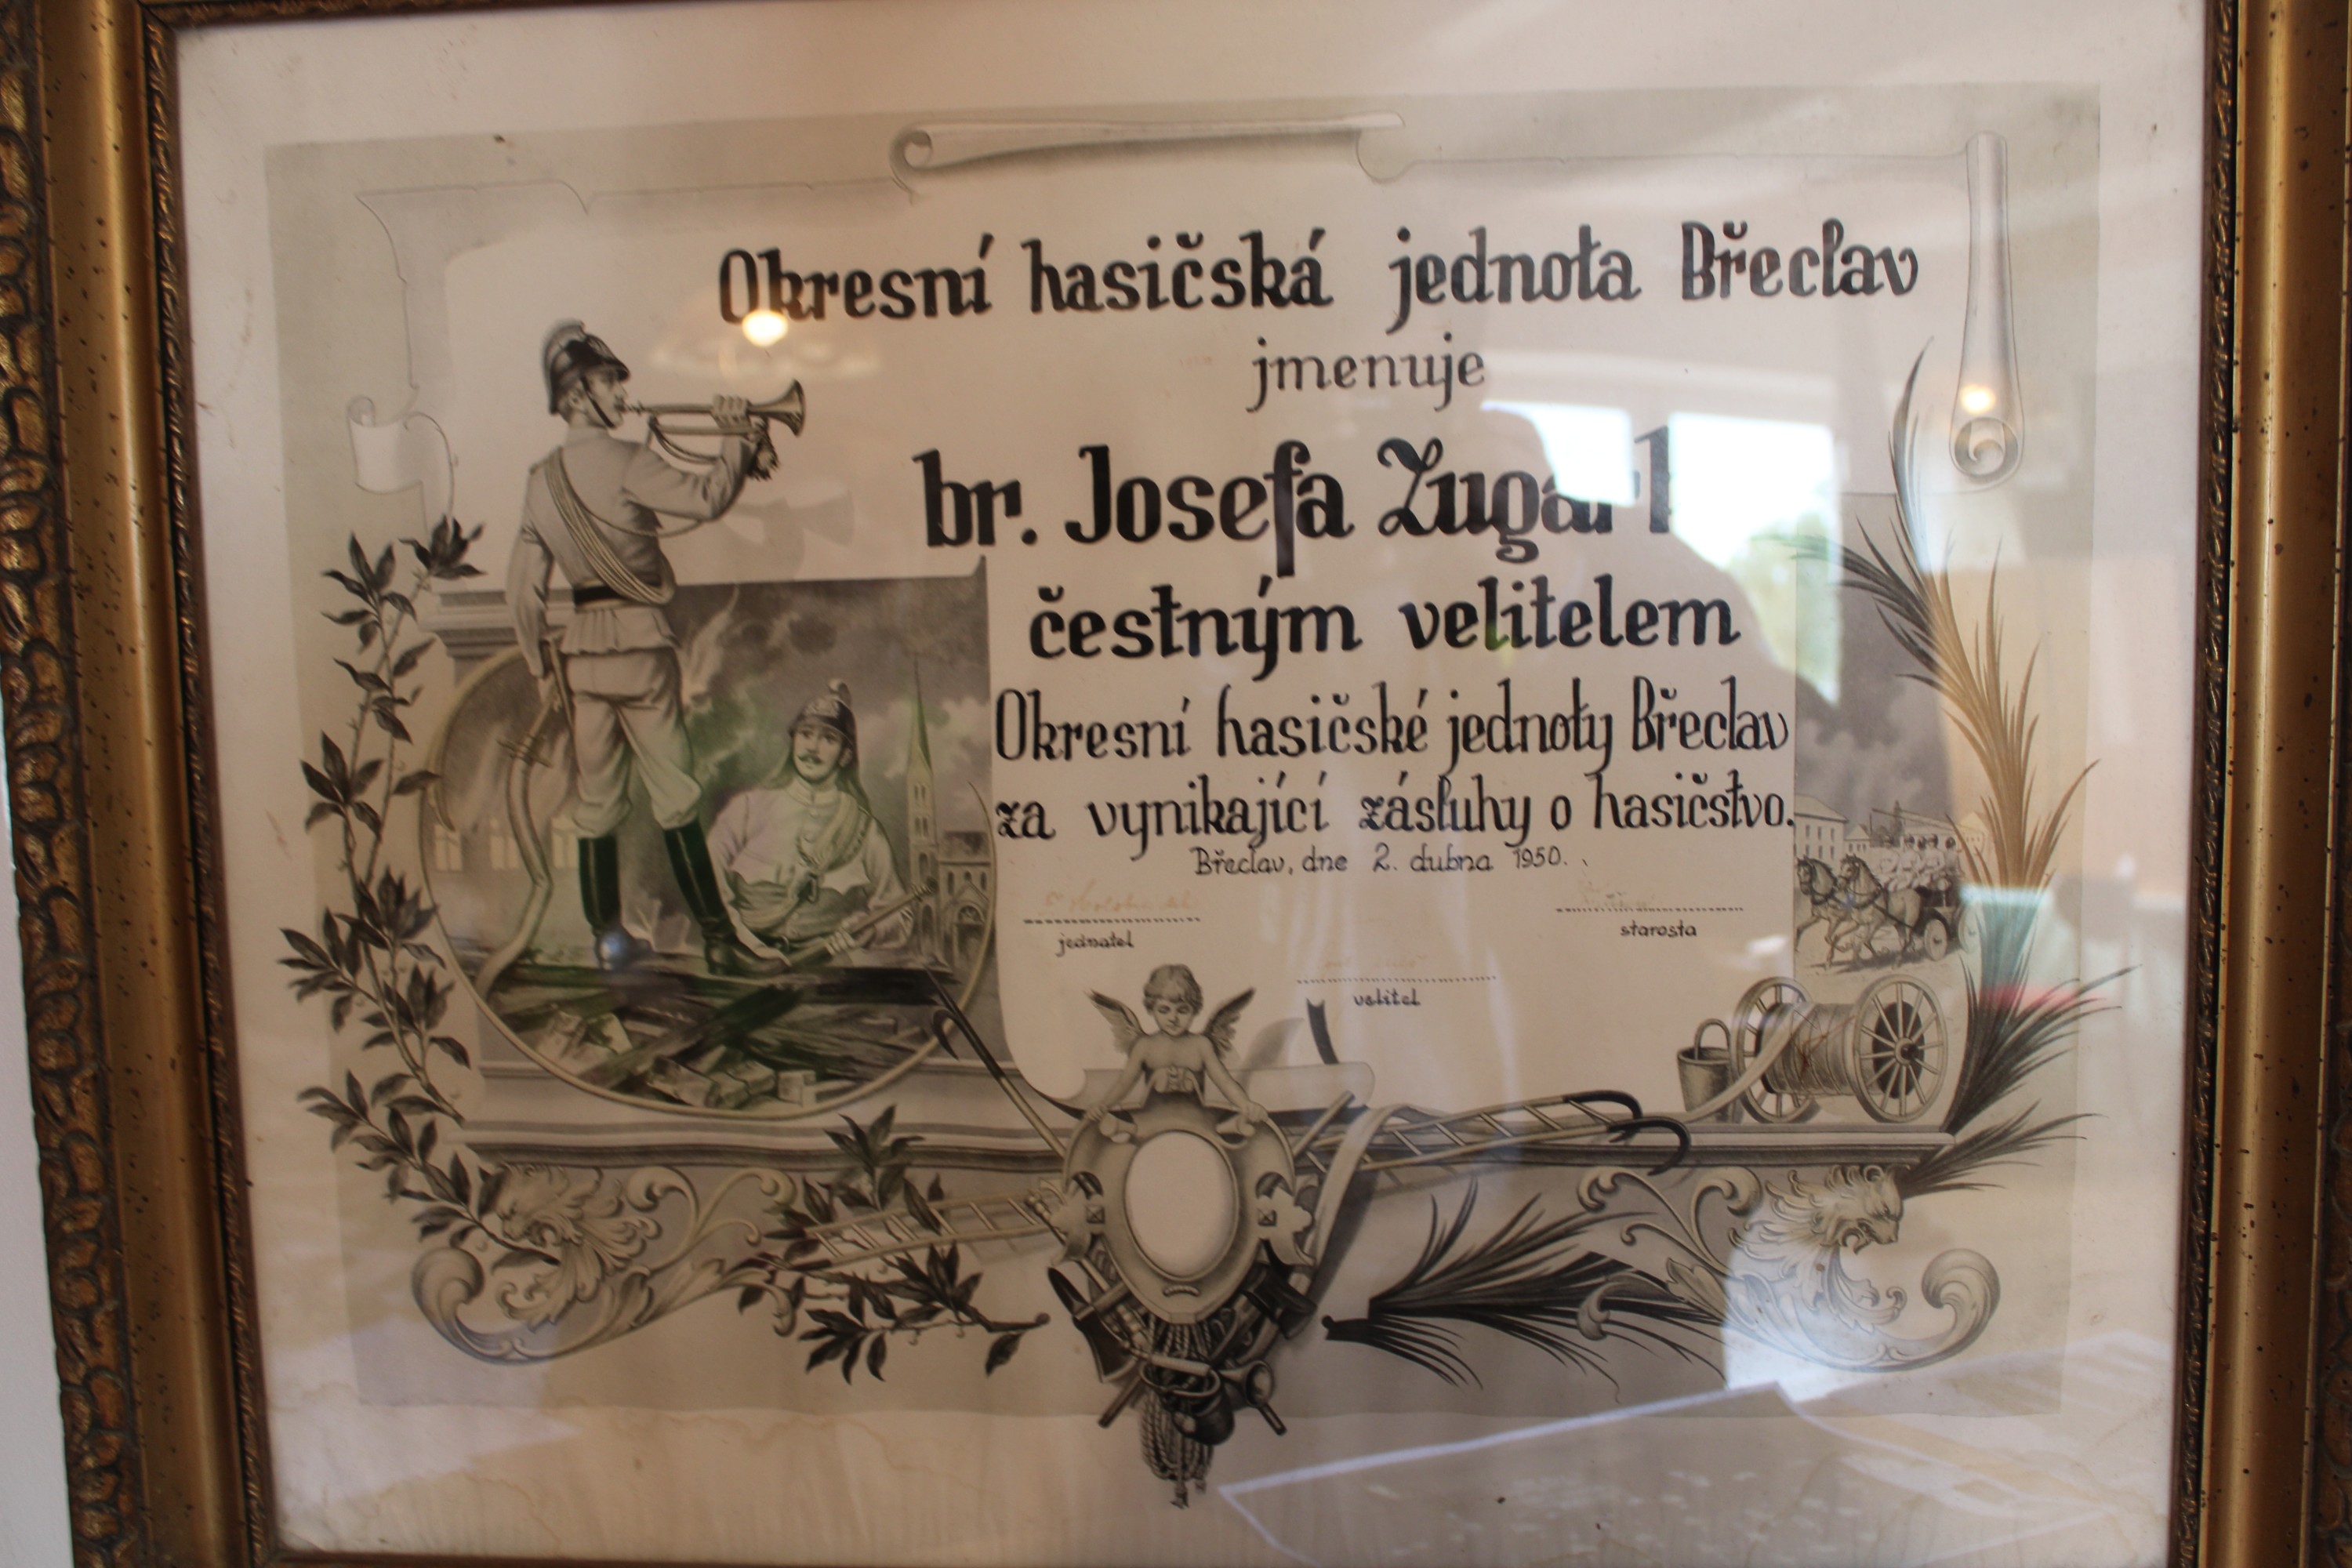 Okresní hasičská jednota Břeclav
jmenuje
br. Josefa
čestným velitelem
Okresní hasičské jednoty Břeclav
za vynikající zásluhy o hasičstvo.
Břeclav, dne 2. dubna 1950.
jednatel
starosta
velitel